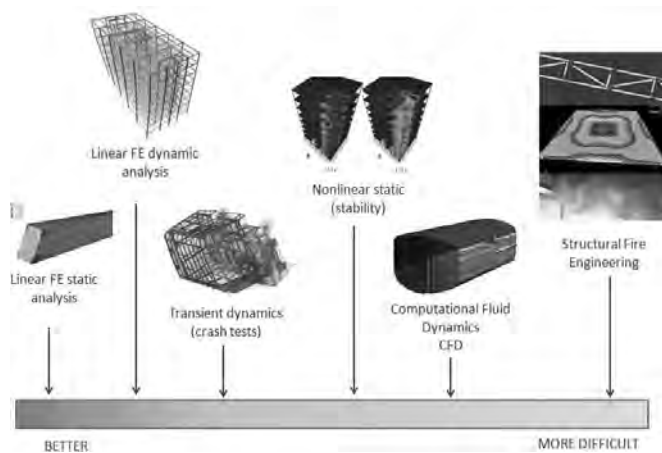 Linear FE dynamic
analysis
Nonlinear static
(stability)
Linear FE static
analysis
Transient dynamics
(crash tests)
Computational Fluid
Dynamics
CFD
Structural Fire
Engineering
BETTER
MORE DIFFICULT